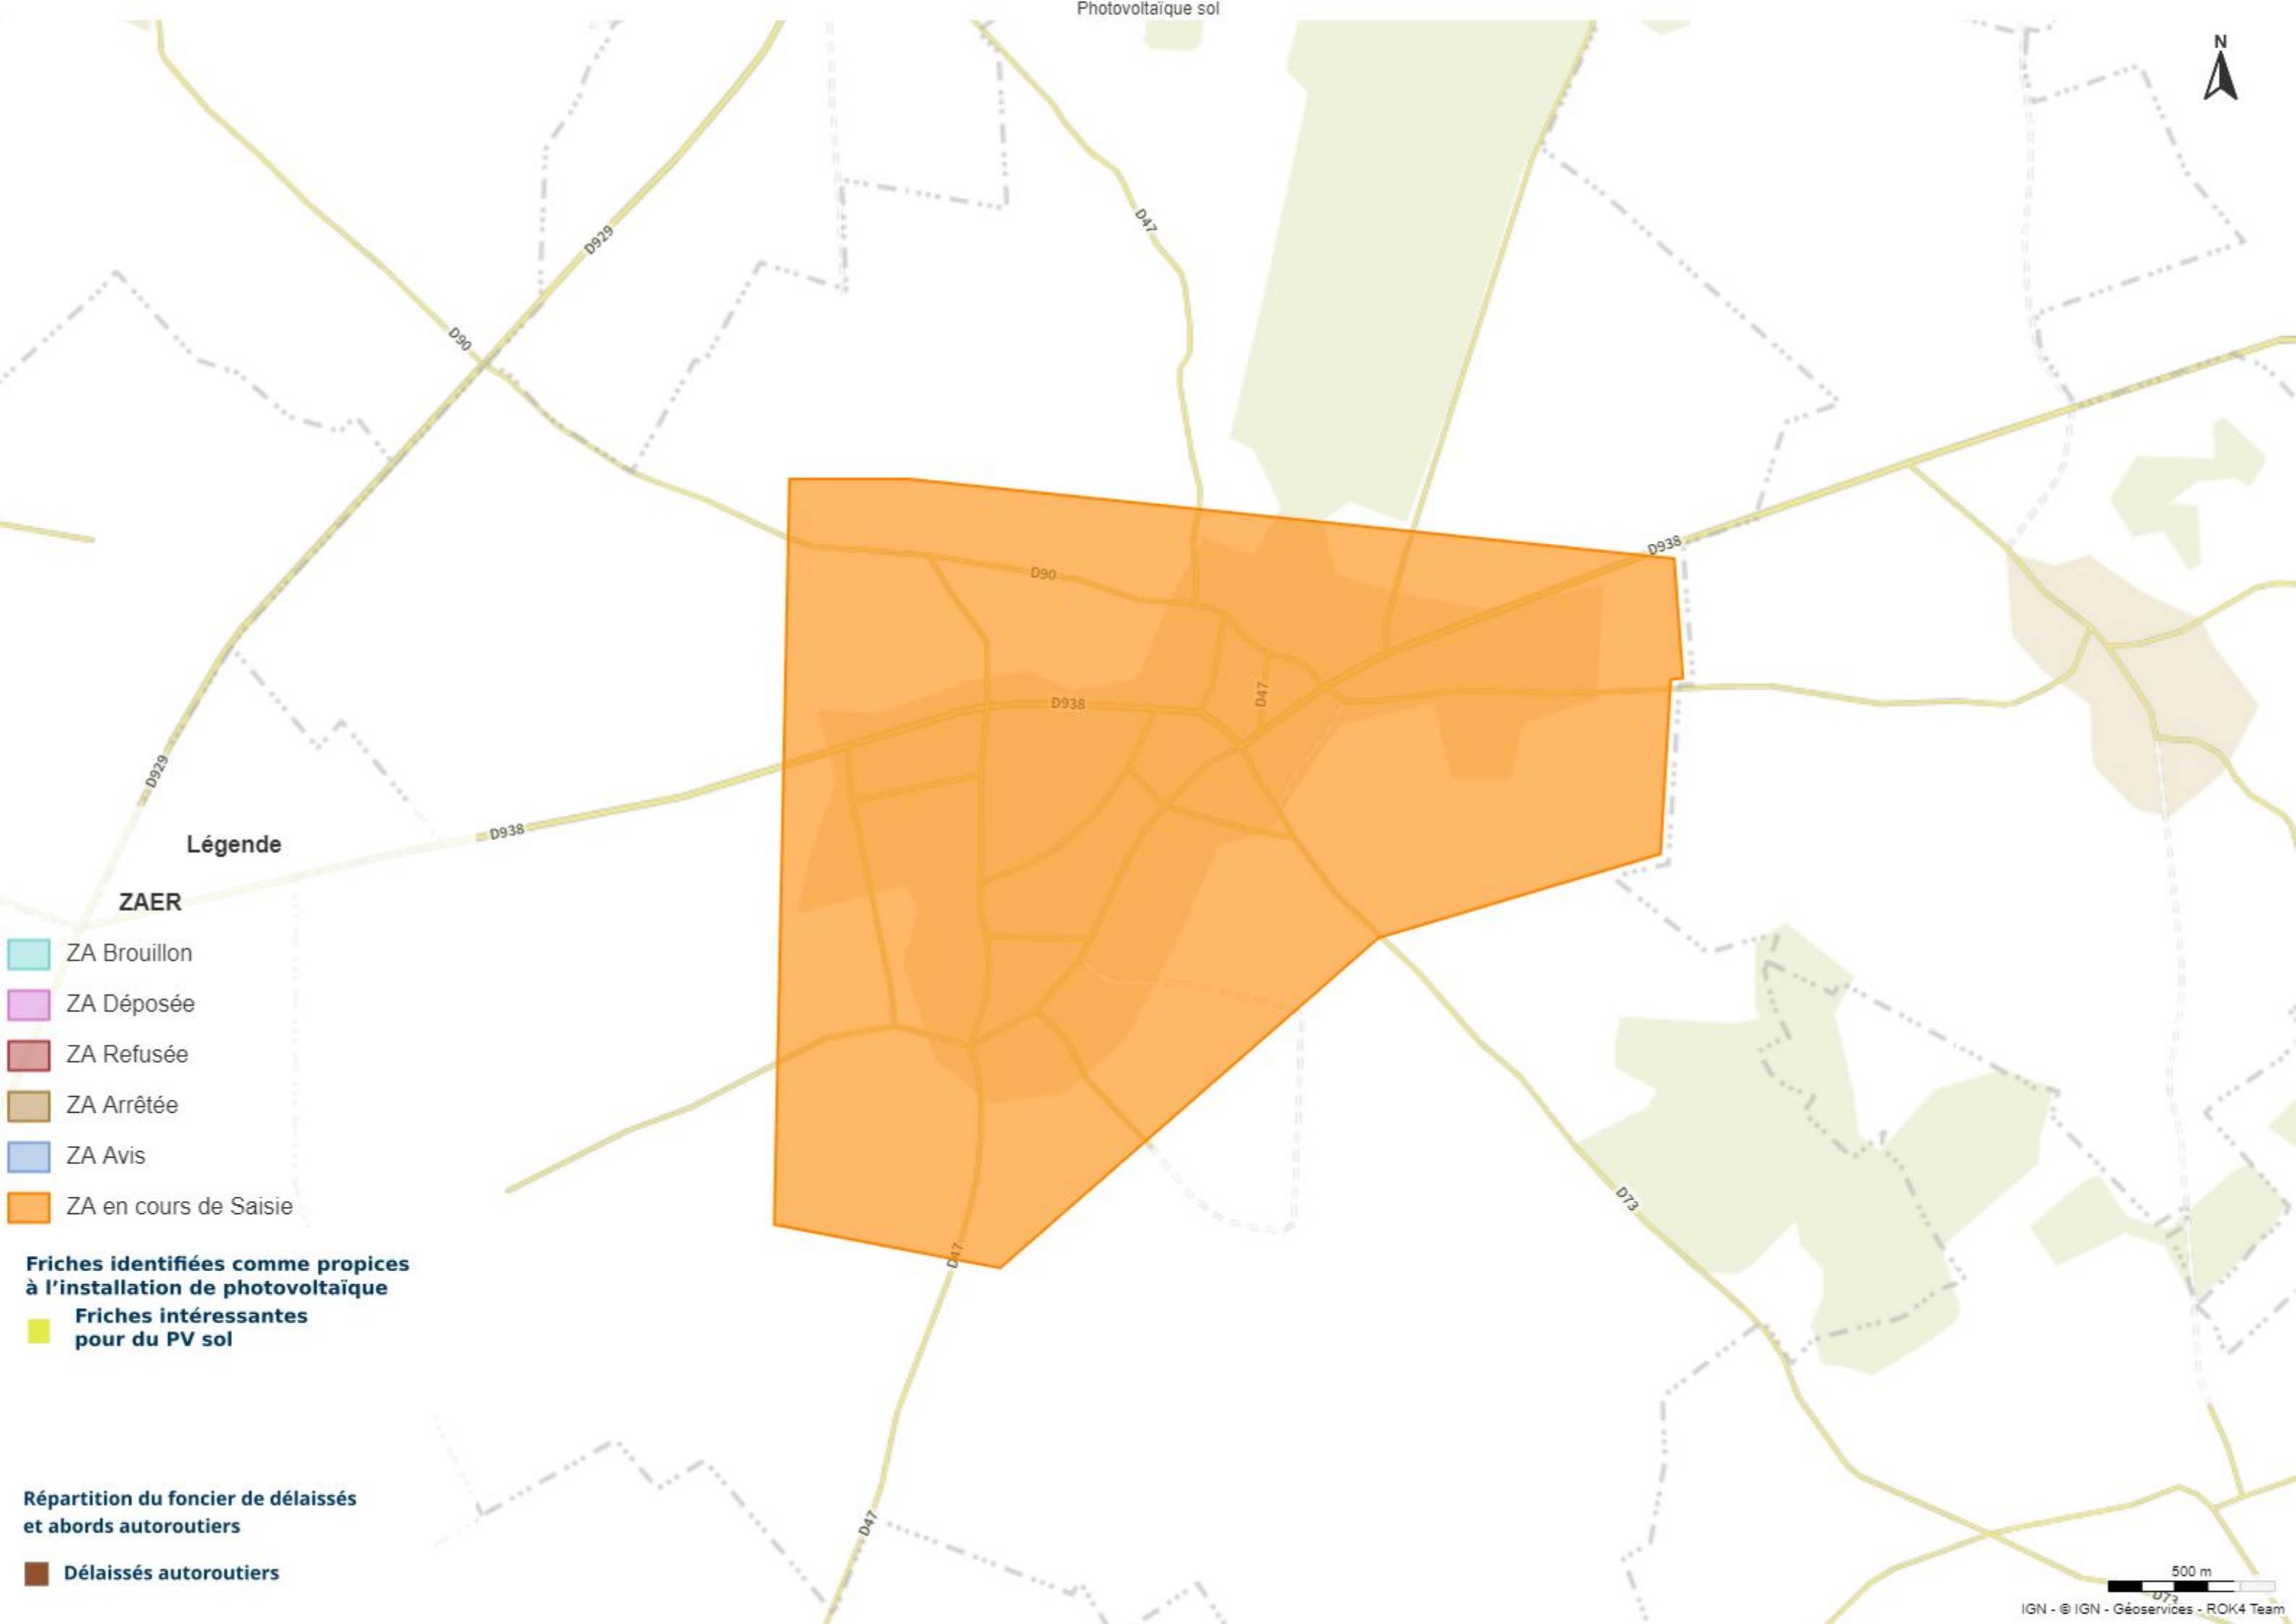 Photovoltaïque sol
N
D47
D929
D90
D938
D90
D47
D938
D929
D938
Légende
ZAER
ZA Brouillon
ZA Déposée
ZA Refusée
ZA Arrêtée
ZA Avis
ZA en cours de Saisie
D73
D47
Friches identifiées comme propices
à l’installation de photovoltaïque
Friches intéressantes
pour du PV sol
Répartition du foncier de délaissés
et abords autoroutiers
D47
Délaissés autoroutiers
500 m
D73
IGN - © IGN - Géoservices - ROK4 Team